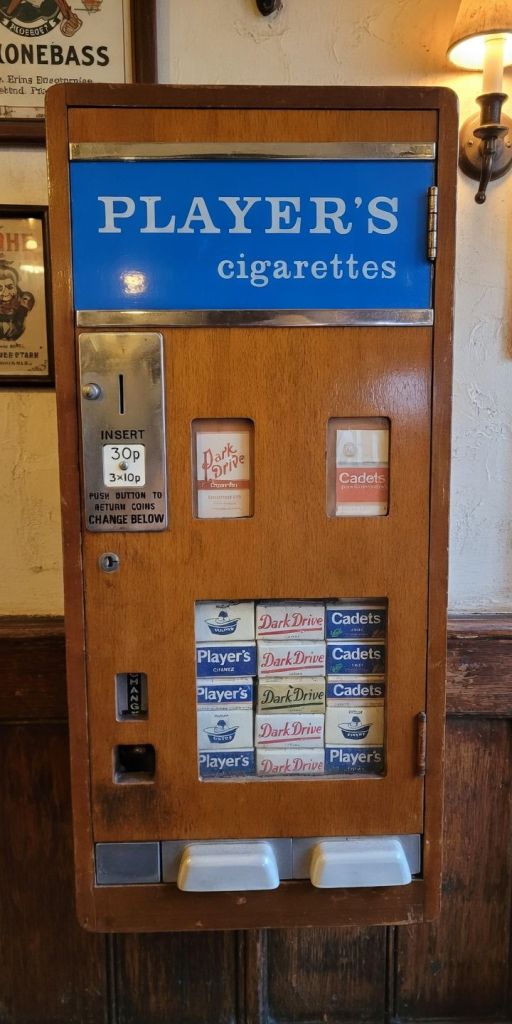 ONEBASS
PLAYER'S
cigarettes
INSERT
30p
3×10p
PUSH BUTTON TO
RETURN COINS
CHANGE BELOW
Park
Drive
Cadets
Dark Drive
Cadets
Player's
Dark Drive
Cadets
Player's
Dark Drive
Cadets
Dark Drive
Player's
Dark Drive
Player's